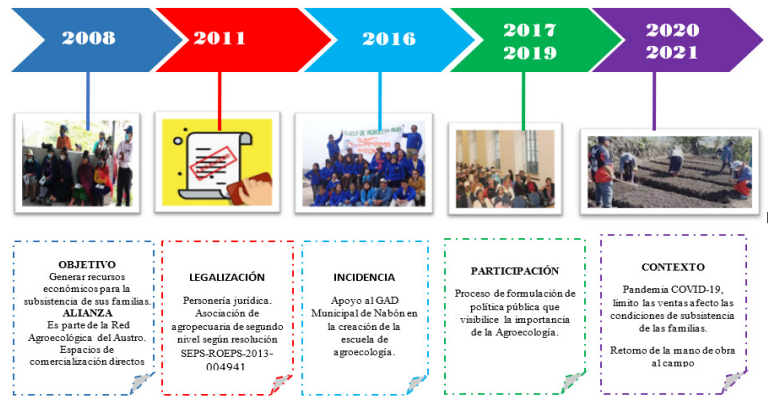 2008
2011
2016
2017
2019
2020
2021
OBJETIVO
Generar recursos
económicos para la
subsistencia de sus familias.
ALIANZA
Es parte de la Red
Agroecológica del Austro.
Espacios de
comercialización directos
LEGALIZACIÓN
Personería jurídica.
Asociación de
agropecuaria de segundo
nivel según resolución
SEPS-ROEPS-2013-
004941
INCIDENCIA
Apoyo al GAD
Municipal de Nabón en
la creación de la
escuela de
agroecología.
PARTICIPACIÓN
Proceso de formulación de
política pública que
visibilice la importancia
de la Agroecología.
CONTEXTO
Pandemia COVID-19,
limito las ventas afecto las
condiciones de subsistencia
de las familias.
Retorno de la mano de obra
al campo